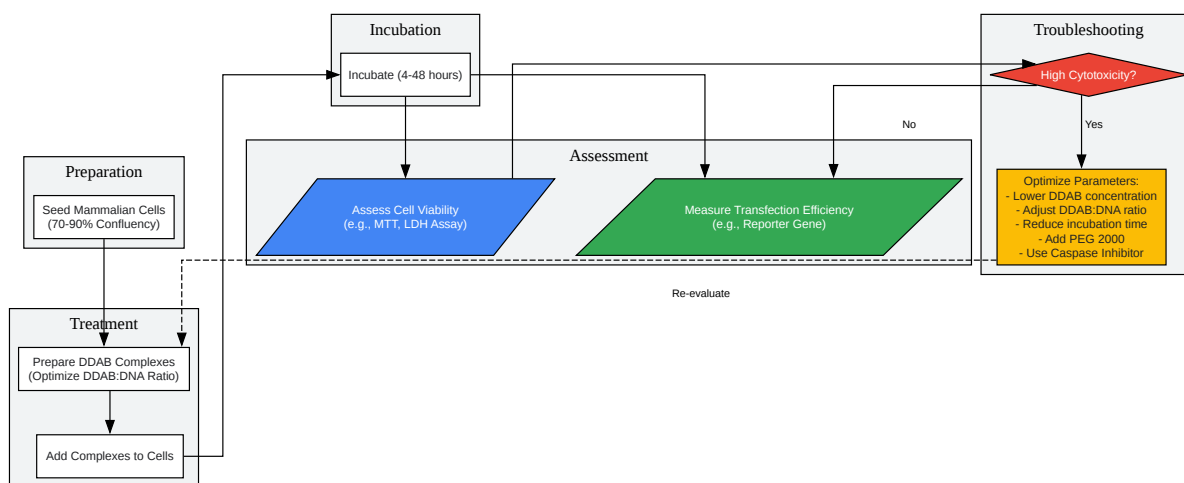 Incubation
Incubate (4-48 hours)
Troubleshooting
High Cytotoxicity?
No
Yes
Assessment
Assess Cell Viability
(e.g., MTT, LDH Assay)
Measure Transfection Efficiency
(e.g., Reporter Gene)
Optimize Parameters:
- Lower DDAB concentration
- Adjust DDAB:DNA ratio
- Reduce incubation time
- Add PEG 2000
- Use Caspase Inhibitor
Preparation
Seed Mammalian Cells
(70-90% Confluency)
Re-evaluate
Treatment
Prepare DDAB Complexes
(Optimize DDAB:DNA Ratio)
Add Complexes to Cells